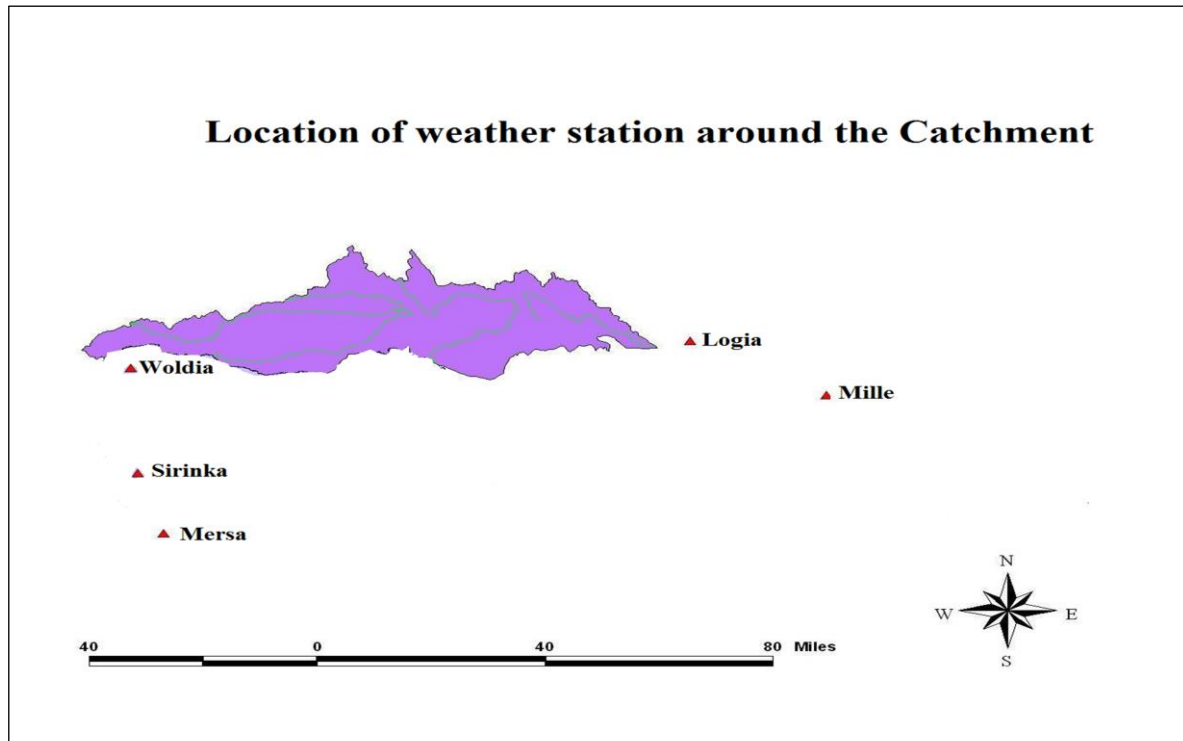 Location of weather station around the Catchment
Logia
Woldia
Mille
Sirinka
Mersa
N
W E
S
40 0 40 80 Miles